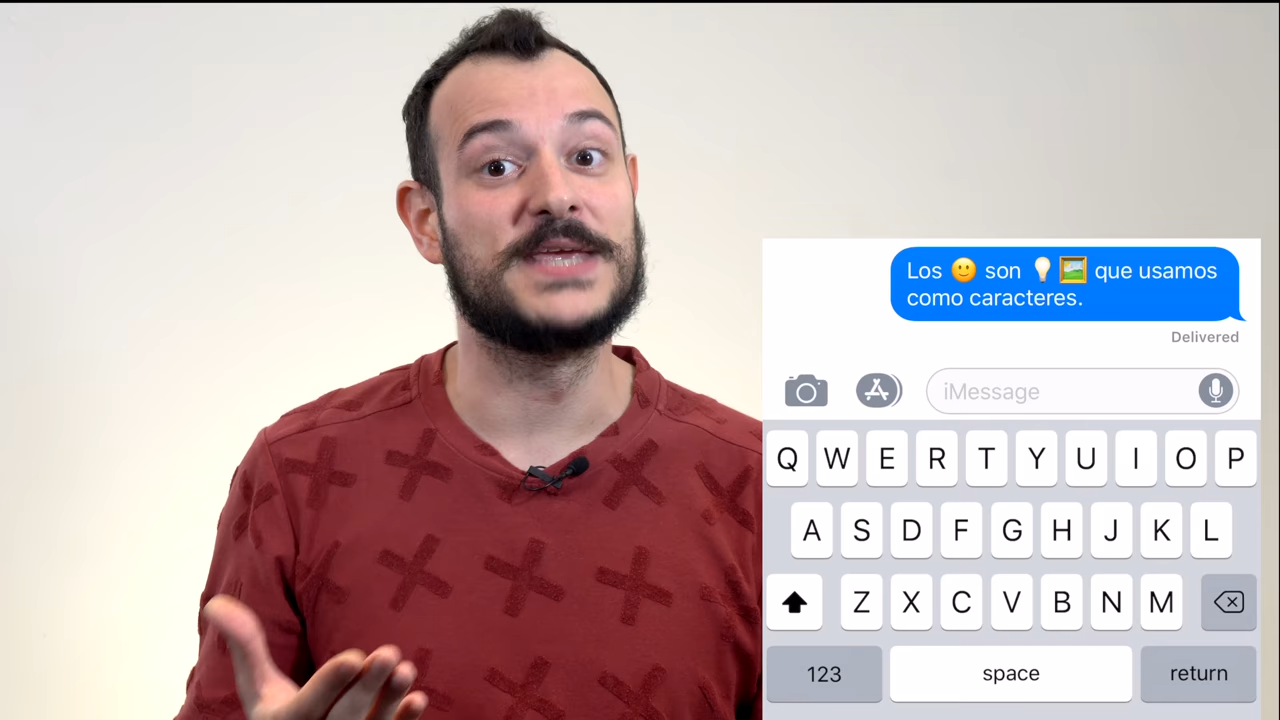 Los 🙂 son 💡🖼️ que usamos
como caracteres.
Delivered
iMessage
Q W E R T Y U I O P
A S D F G H J K L
Z X C V B N M
123 space return